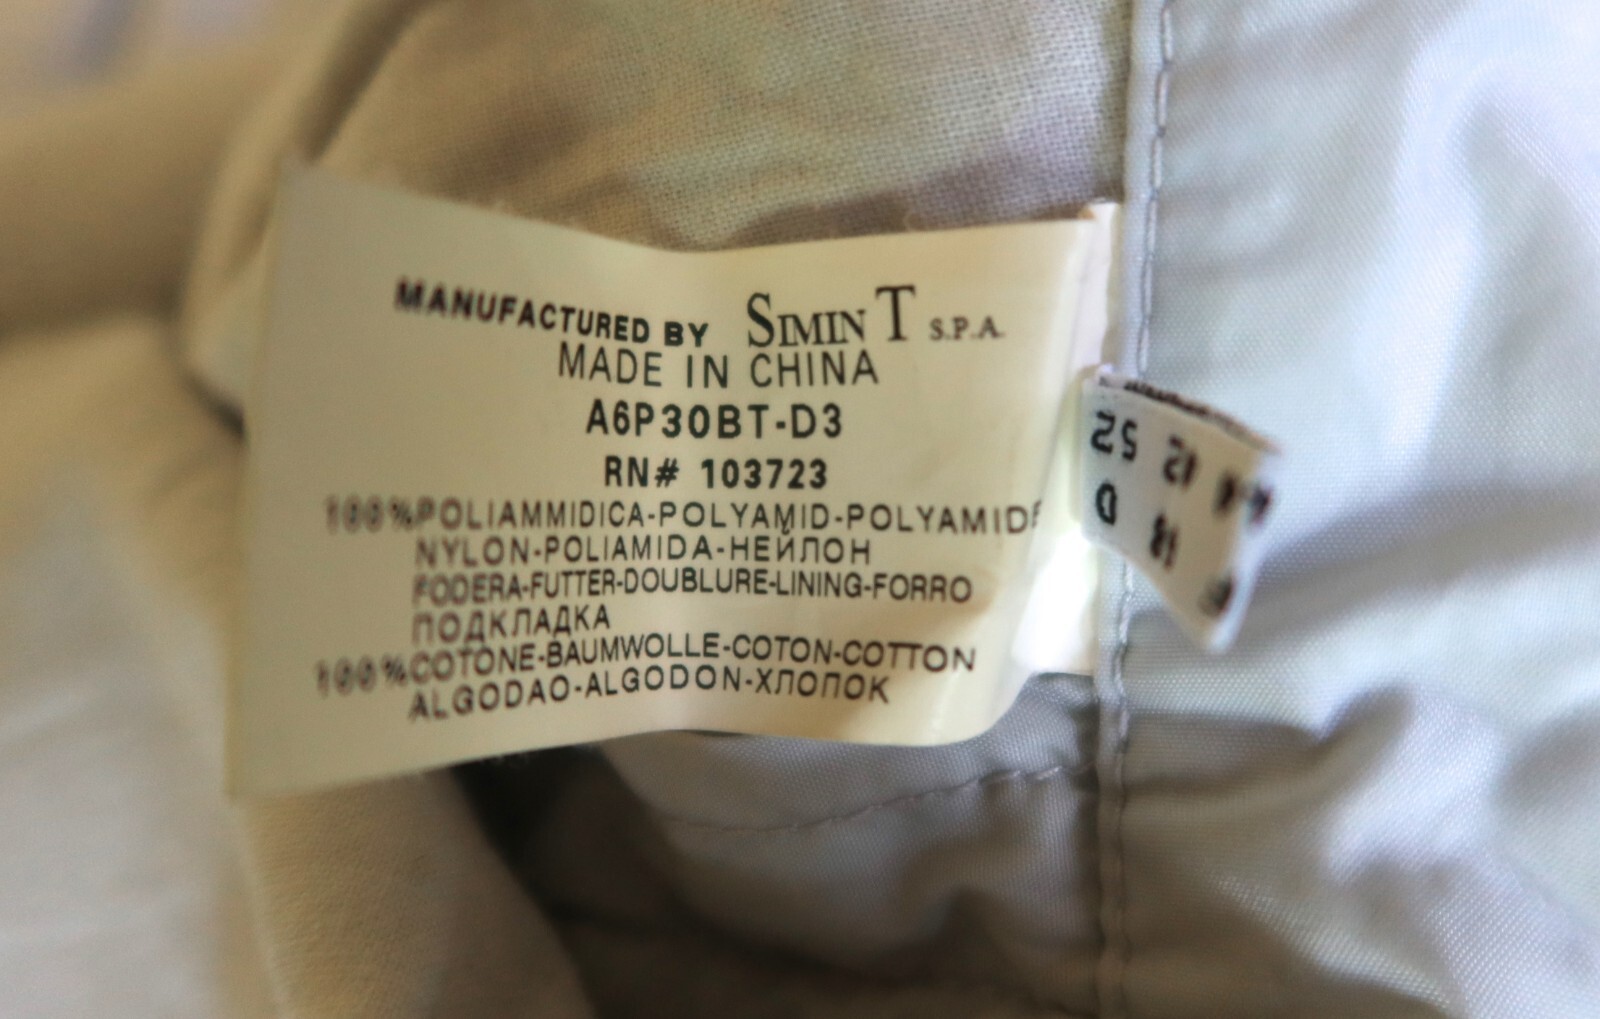 MANUFACTURED BY SIMIN T S.P.A.
MADE IN CHINA
A6P30BT-D3
RN# 103723
100%POLIAMMIDICA-POLYAMID-POLYAMIDE
NYLON-POLIAMIDA-НЕЙЛОН
FODERA-FUTTER-DOUBLURE-LINING-FORRO
ПОДКЛАДКА
100%COTONE-BAUMWOLLE-COTON-COTTON
ALGODAO-ALGODON-ХЛОПОК
D 52